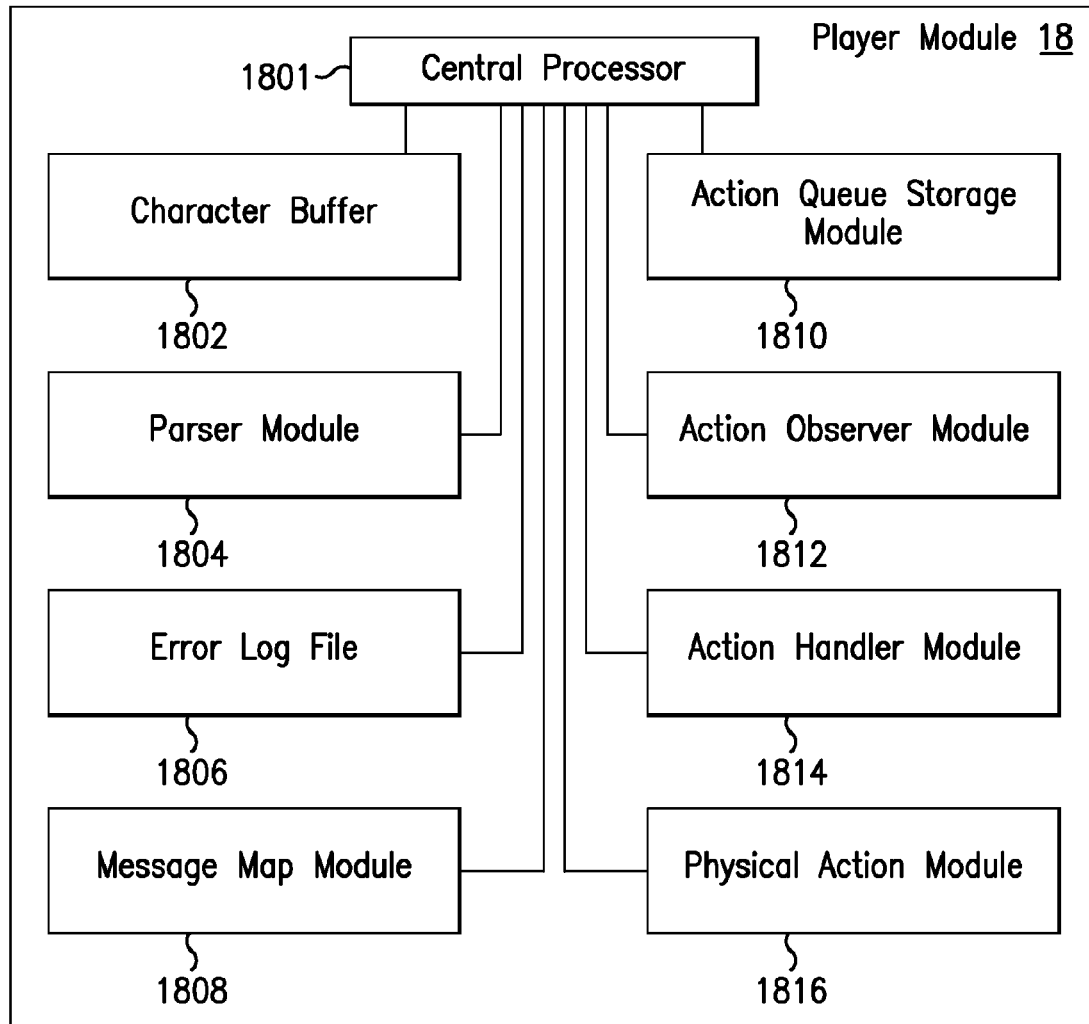 Player Module 18
Central Processor
1801
Character Buffer
1802
Action Queue Storage
Module
1810
Parser Module
1804
Action Observer Module
1812
Error Log File
1806
Action Handler Module
1814
Message Map Module
1808
Physical Action Module
1816